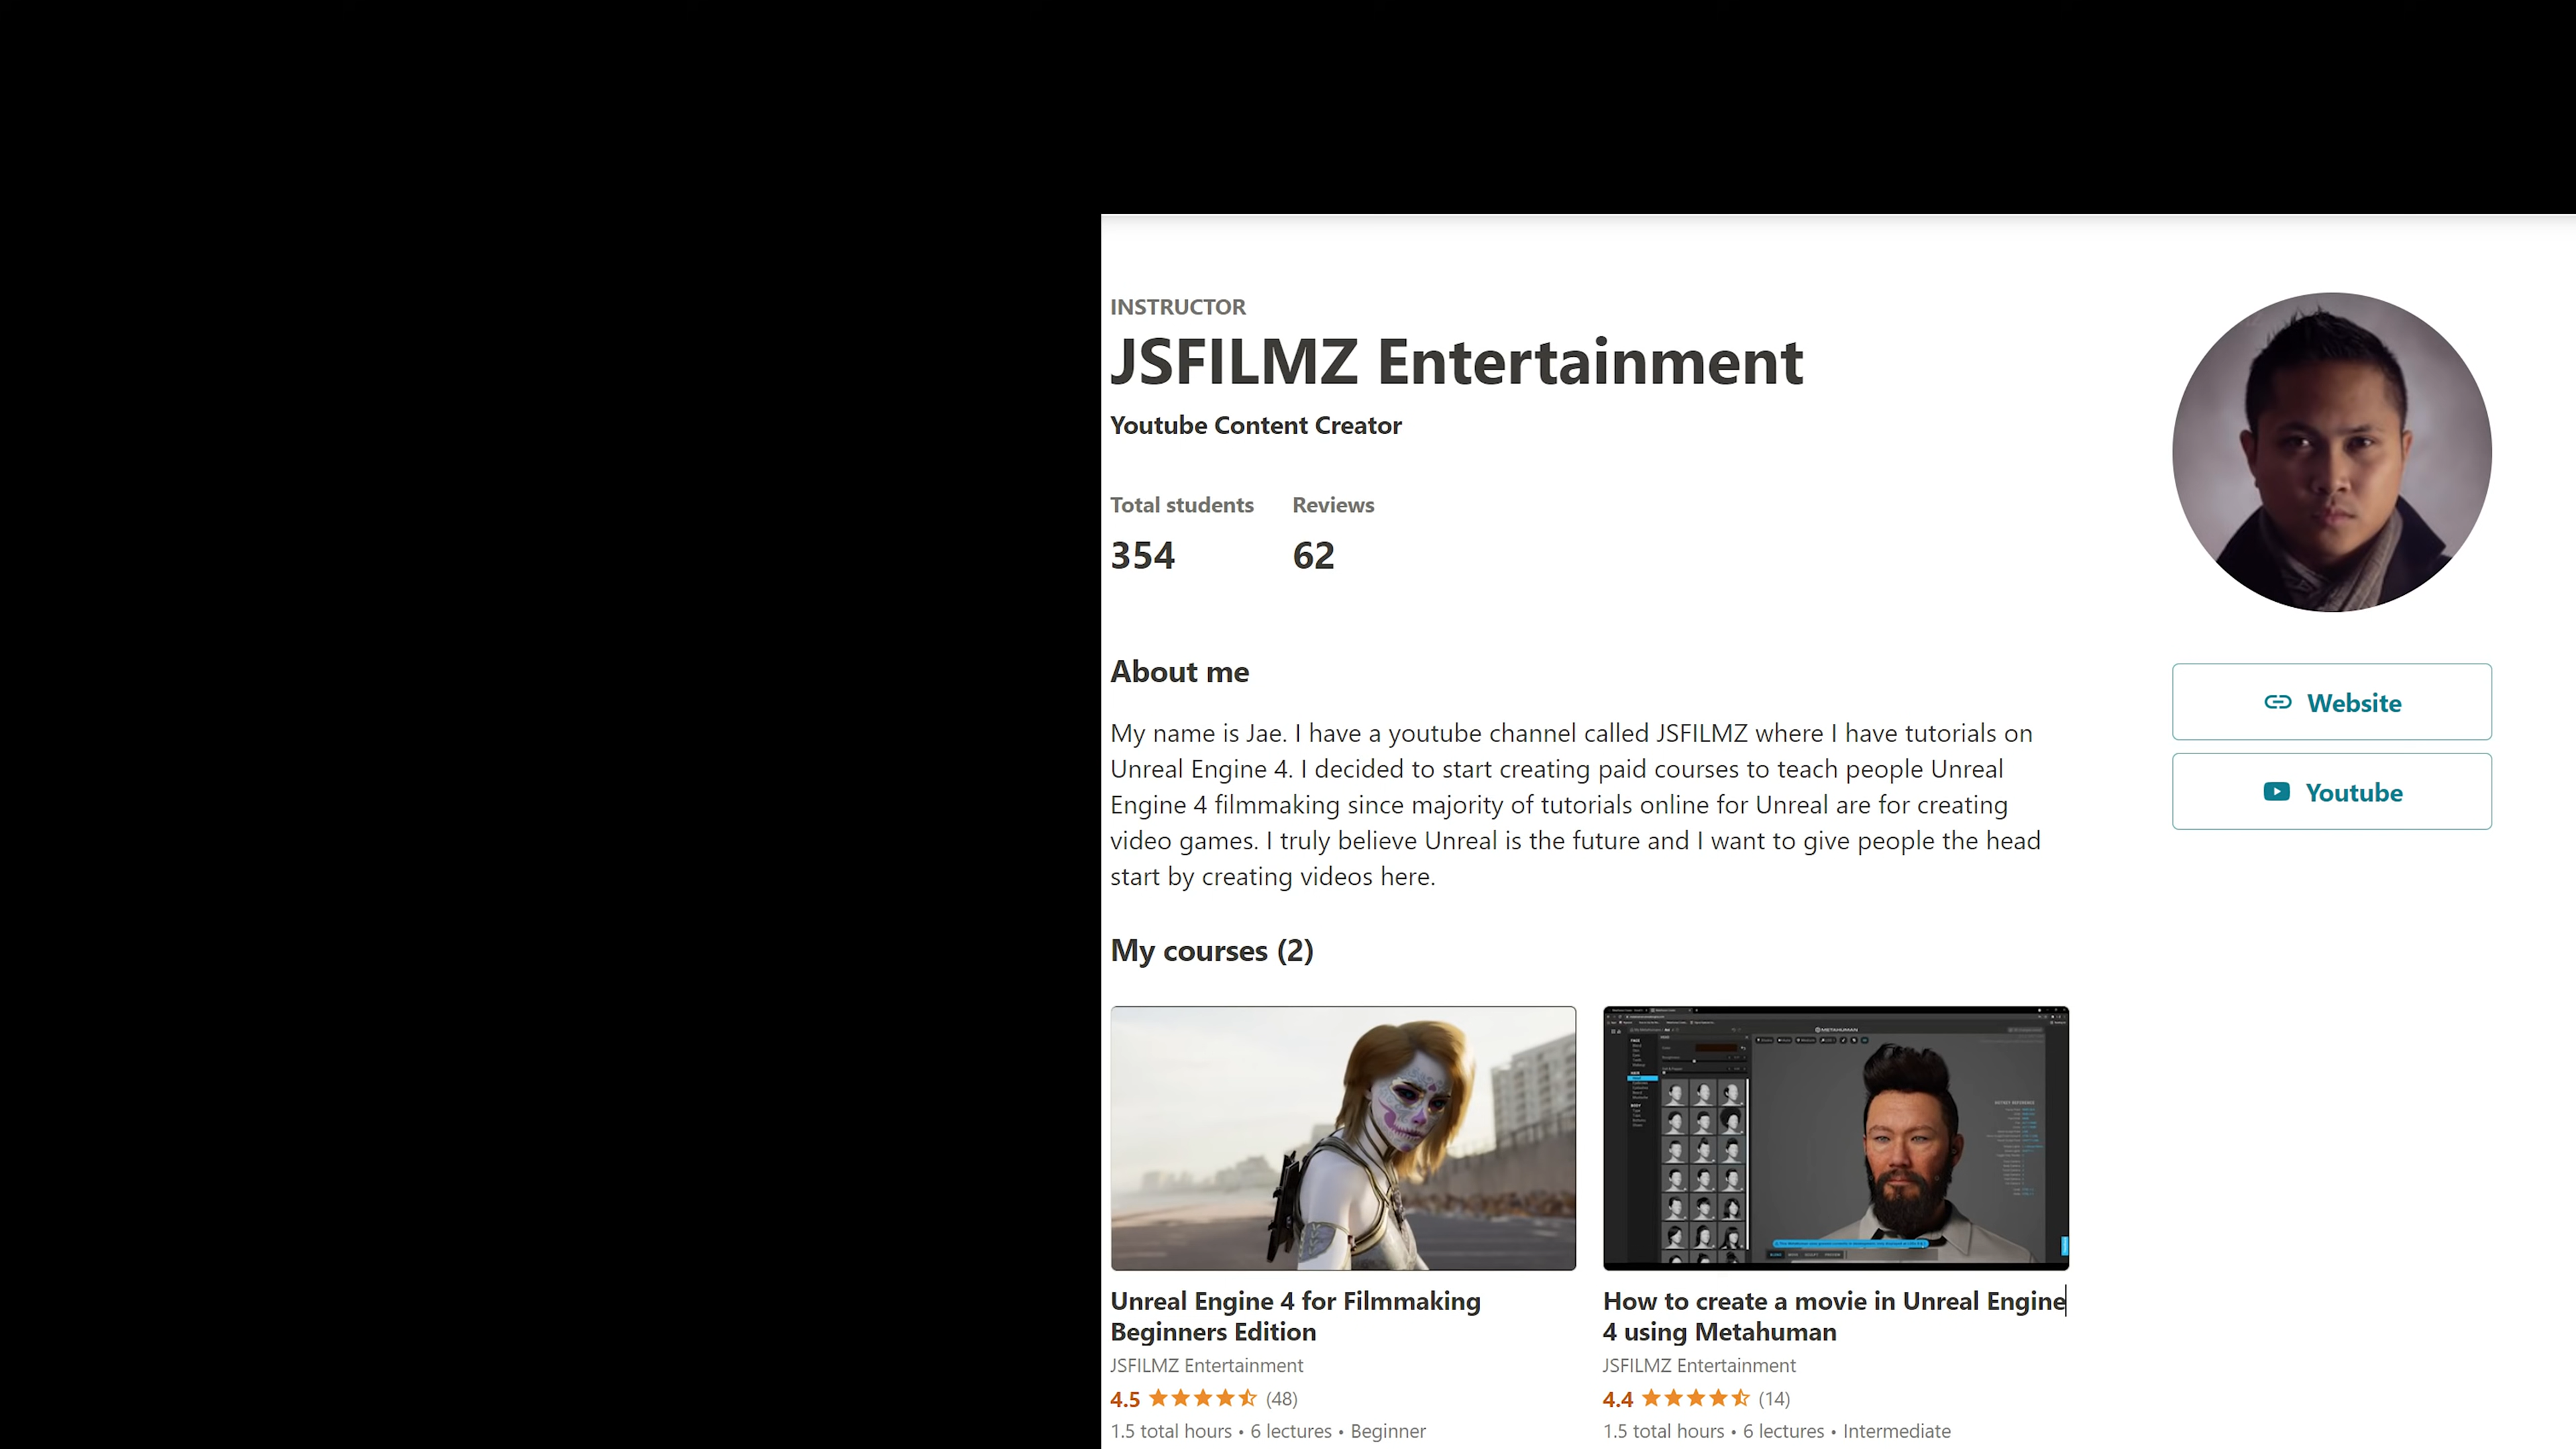 INSTRUCTOR
JSFILMZ Entertainment
Youtube Content Creator
Total students
Reviews
354
62
About me
My name is Jae. I have a youtube channel called JSFILMZ where I have tutorials on
Unreal Engine 4. I decided to start creating paid courses to teach people Unreal
Engine 4 filmmaking since majority of tutorials online for Unreal are for creating
video games. I truly believe Unreal is the future and I want to give people the head
start by creating videos here.
Website
Youtube
My courses (2)
METAHUMAN
Unreal Engine 4 for Filmmaking
Beginners Edition
JSFILMZ Entertainment
4.5 (48)
1.5 total hours • 6 lectures • Beginner
How to create a movie in Unreal Engine
4 using Metahuman
JSFILMZ Entertainment
4.4 (14)
1.5 total hours • 6 lectures • Intermediate